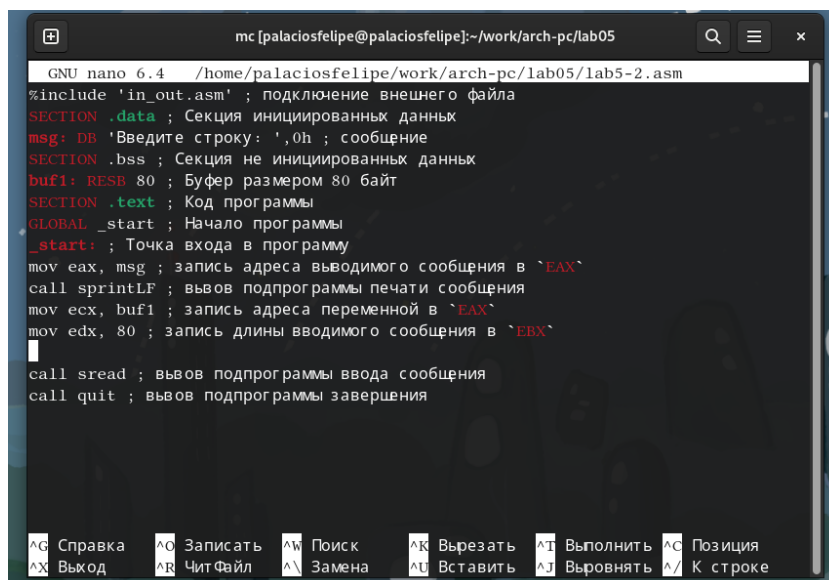 mc [palaciosfelipe@palaciosfelipe]:~/work/arch-pc/lab05
GNU nano 6.4 /home/palaciosfelipe/work/arch-pc/lab05/lab5-2.asm
%include 'in_out.asm' ; подключение внешнего файла
SECTION .data ; Секция инициированных данных
msg: DB 'Введите строку: ',0h ; сообщение
SECTION .bss ; Секция не инициированных данных
buf1: RESB 80 ; Буфер размером 80 байт
SECTION .text ; Код программы
GLOBAL _start ; Начало программы
_start: ; Точка входа в программу
mov eax, msg ; запись адреса выводимого сообщения в `EAX`
call sprintLF ; вызов подпрограммы печати сообщения
mov ecx, buf1 ; запись адреса переменной в `EAX`
mov edx, 80 ; запись длины вводимого сообщения в `EBX`
call sread ; вызов подпрограммы ввода сообщения
call quit ; вызов подпрограммы завершения
^G Справка ^O Записать ^W Поиск ^K Вырезать ^T Выполнить ^C Позиция
^X Выход ^R ЧитФайл ^\ Замена ^U Вставить ^J Выровнять ^/ К строке